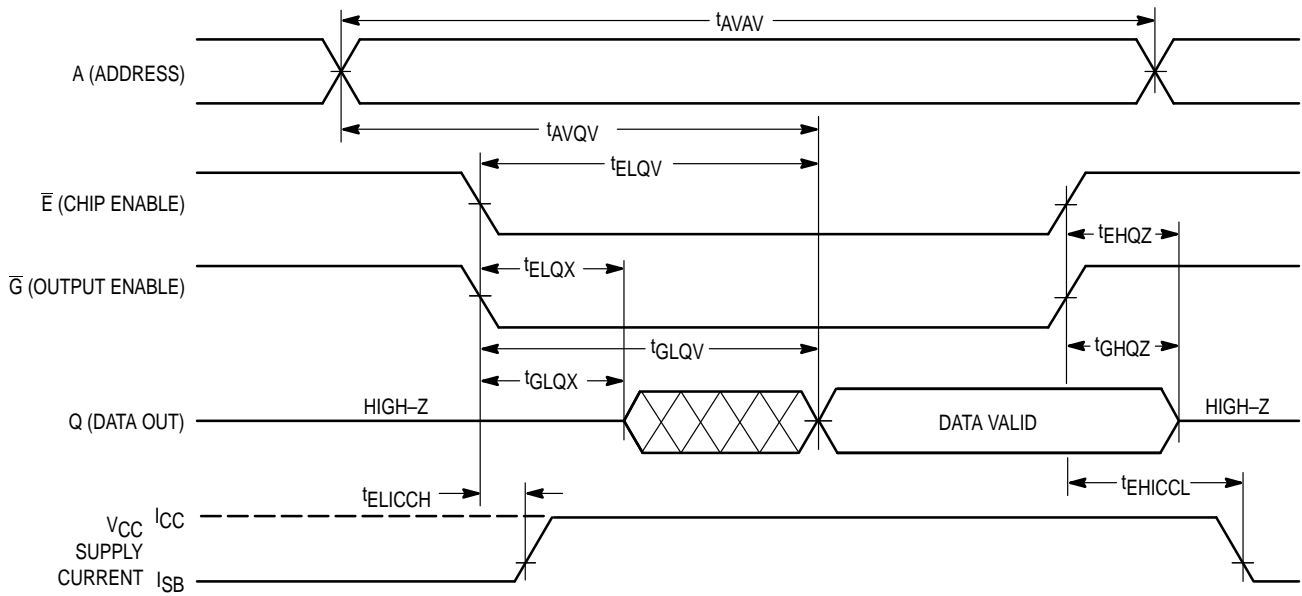 tAVAV
A (ADDRESS)
tAVQV
tELQV
E̅ (CHIP ENABLE)
tEHQZ
tELQX
G̅ (OUTPUT ENABLE)
tGLQV
tGHQZ
tGLQX
HIGH–Z
Q (DATA OUT)
DATA VALID
HIGH–Z
tELICCH
tEHICCL
VCC ICC
SUPPLY
CURRENT ISB